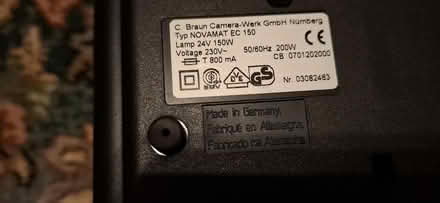 C. Braun Camera-Werk GmbH Nürnberg
Typ NOVAMAT EC 150
Lamp 24V 150W
Voltage 230V~ 50/60Hz 200W
T 800 mA CB 0701202000
GS
Nr. 03082463
Made in Germany.
Fabriqué en Allemagne.
Fabricado na Alemanha.